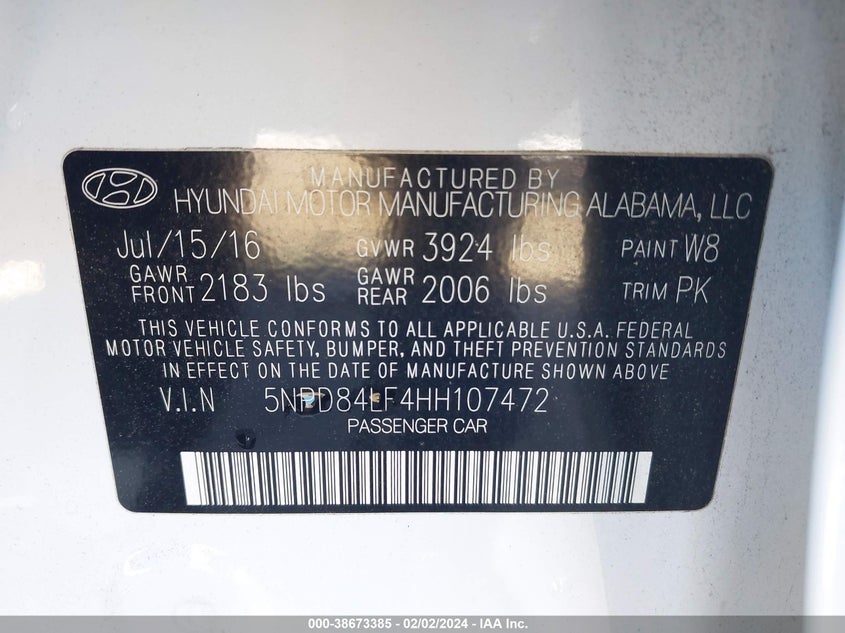 MANUFACTURED BY
HYUNDAI MOTOR MANUFACTURING ALABAMA, LLC
Jul/15/16 GVWR 3924 lbs PAINT W8
GAWR FRONT 2183 lbs GAWR REAR 2006 lbs TRIM PK
THIS VEHICLE CONFORMS TO ALL APPLICABLE U.S.A. FEDERAL
MOTOR VEHICLE SAFETY, BUMPER, AND THEFT PREVENTION STANDARDS
IN EFFECT ON THE DATE OF MANUFACTURE SHOWN ABOVE
V.I.N 5NPD84LF4HH107472
PASSENGER CAR
000-38673385 - 02/02/2024 - IAA Inc.